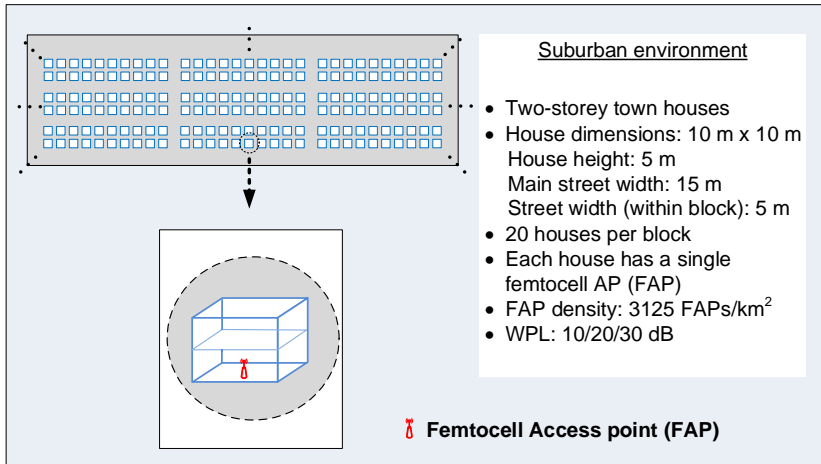 Suburban environment
• Two-storey town houses
• House dimensions: 10 m x 10 m
House height: 5 m
Main street width: 15 m
Street width (within block): 5 m
• 20 houses per block
• Each house has a single
femtocell AP (FAP)
• FAP density: 3125 FAPs/km²
• WPL: 10/20/30 dB
Femtocell Access point (FAP)